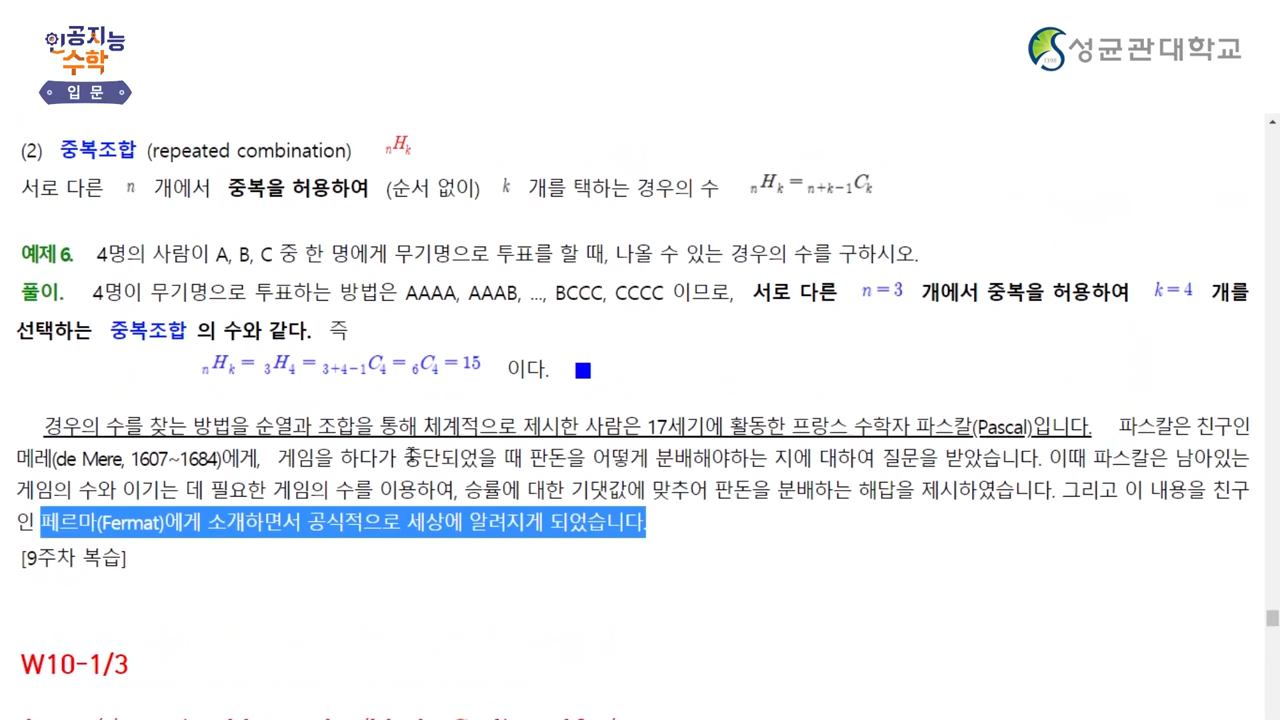 인공지능
수학
입문
성균관대학교
(2) 중복조합 (repeated combination) ₙHₖ
서로 다른 n 개에서 중복을 허용하여 (순서 없이) k 개를 택하는 경우의 수 ₙHₖ = ₙ₊ₖ₋₁Cₖ
예제 6. 4명의 사람이 A, B, C 중 한 명에게 무기명으로 투표를 할 때, 나올 수 있는 경우의 수를 구하시오.
풀이. 4명이 무기명으로 투표하는 방법은 AAAA, AAAB, ..., BCCC, CCCC 이므로, 서로 다른 n = 3 개에서 중복을 허용하여 k = 4 개를
선택하는 중복조합 의 수와 같다. 즉
ₙHₖ = ₃H₄ = ₃₊₄₋₁C₄ = ₆C₄ = 15 이다. ■
경우의 수를 찾는 방법을 순열과 조합을 통해 체계적으로 제시한 사람은 17세기에 활동한 프랑스 수학자 파스칼(Pascal)입니다. 파스칼은 친구인
메레(de Mere, 1607~1684)에게, 게임을 하다가 중단되었을 때 판돈을 어떻게 분배해야하는 지에 대하여 질문을 받았습니다. 이때 파스칼은 남아있는
게임의 수와 이기는 데 필요한 게임의 수를 이용하여, 승률에 대한 기댓값에 맞추어 판돈을 분배하는 해답을 제시하였습니다. 그리고 이 내용을 친구
인 페르마(Fermat)에게 소개하면서 공식적으로 세상에 알려지게 되었습니다.
[9주차 복습]
W10-1/3